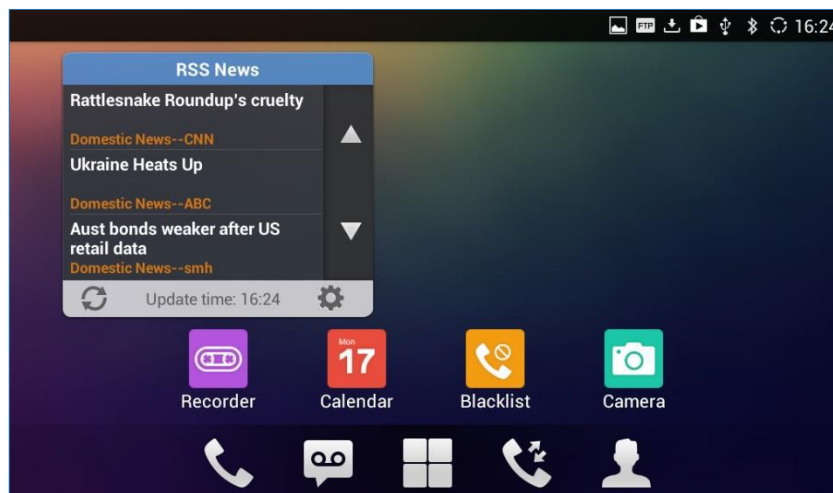 FTP 16:24
RSS News
Rattlesnake Roundup's cruelty
Domestic News--CNN
Ukraine Heats Up
Domestic News--ABC
Aust bonds weaker after US
retail data
Domestic News--smh
Update time: 16:24
Mon
17
Recorder Calendar Blacklist Camera